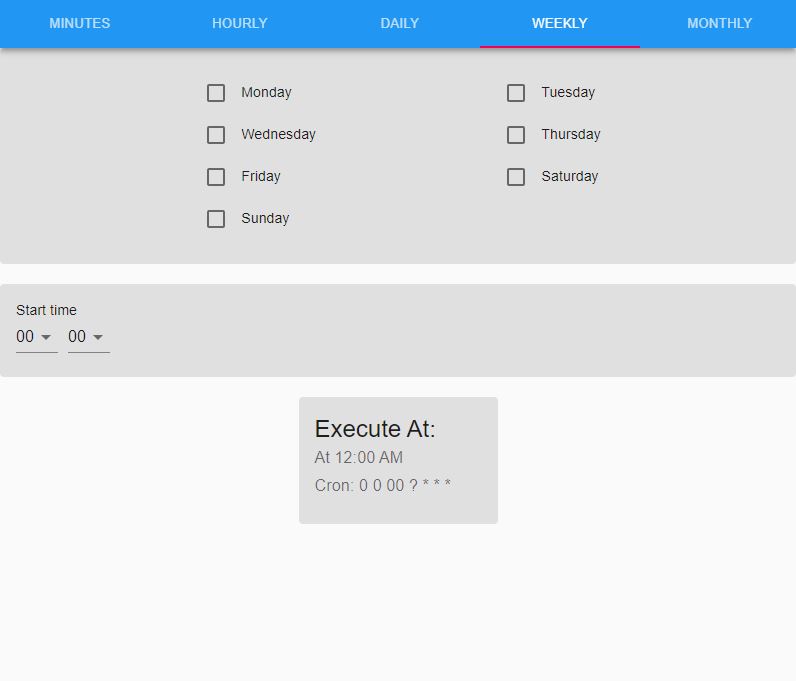 MINUTES HOURLY DAILY WEEKLY MONTHLY
Monday Tuesday
Wednesday Thursday
Friday Saturday
Sunday
Start time
00 00
Execute At:
At 12:00 AM
Cron: 0 0 00 ? * * *